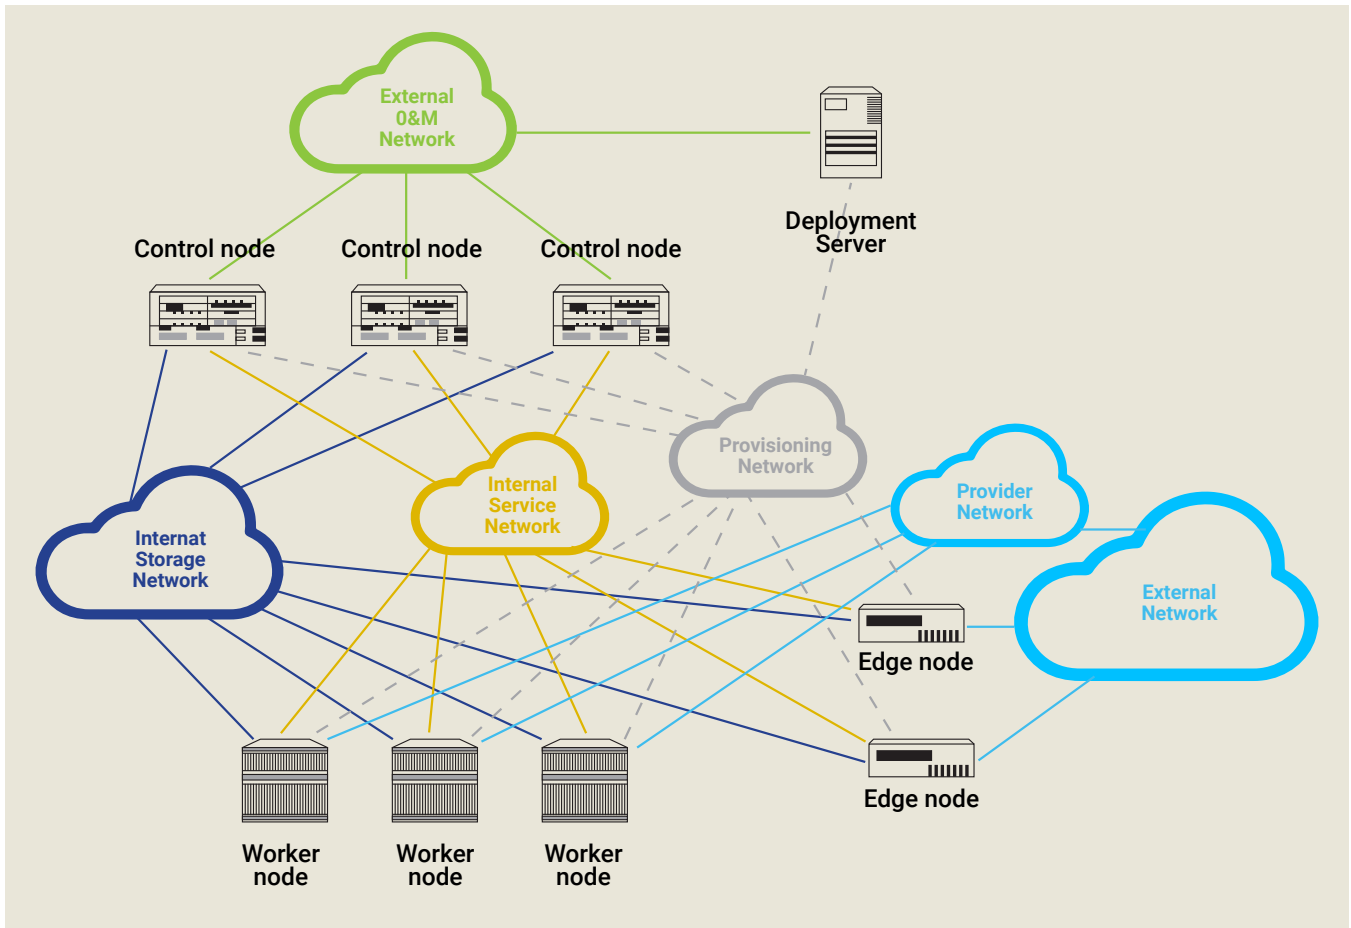 External
0&M
Network
Deployment
Server
Control node
Control node
Control node
Provisioning
Network
Provider
Network
Internal
Service
Network
Internat
Storage
Network
External
Network
Edge node
Edge node
Worker
node
Worker
node
Worker
node